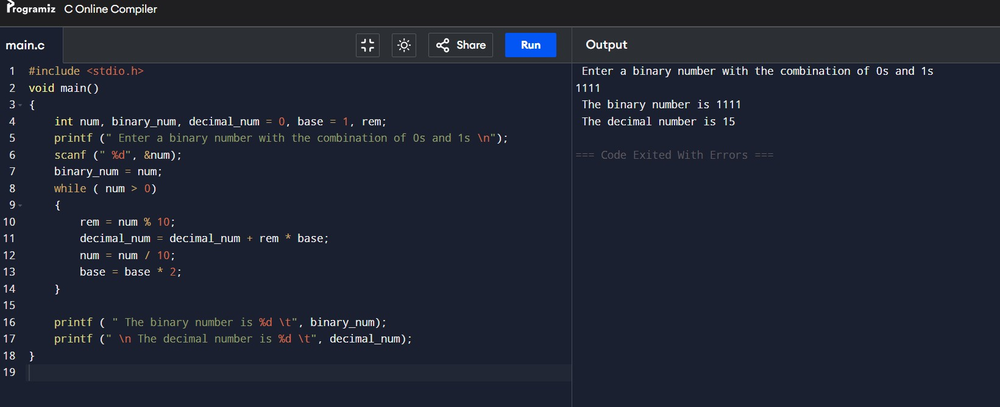 Programiz C Online Compiler
main.c
Share
Run
Output
1 #include <stdio.h>
2 void main()
3 {
4     int num, binary_num, decimal_num = 0, base = 1, rem;
5     printf (" Enter a binary number with the combination of 0s and 1s \n");
6     scanf (" %d", &num);
7     binary_num = num;
8     while ( num > 0)
9     {
10         rem = num % 10;
11         decimal_num = decimal_num + rem * base;
12         num = num / 10;
13         base = base * 2;
14     }
15
16     printf ( " The binary number is %d \t", binary_num);
17     printf (" \n The decimal number is %d \t", decimal_num);
18 }
19
Enter a binary number with the combination of 0s and 1s
1111
The binary number is 1111
The decimal number is 15
=== Code Exited With Errors ===